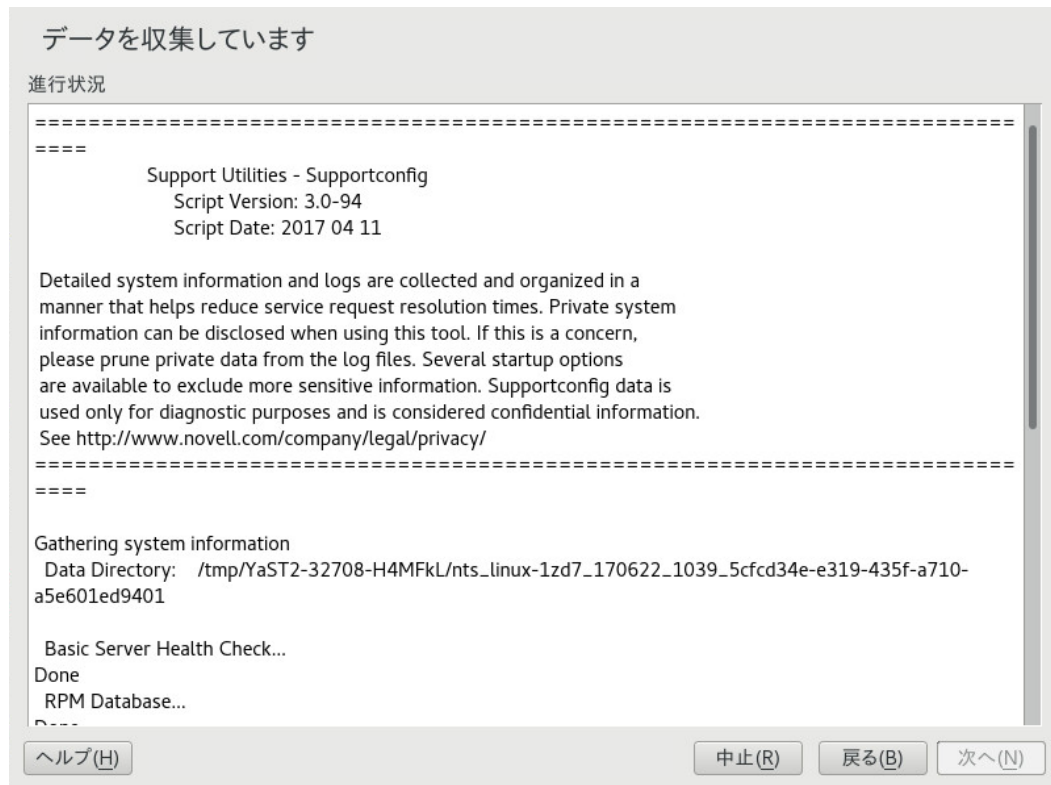 データを収集しています
進行状況
=========================================================================
====
Support Utilities - Supportconfig
Script Version: 3.0-94
Script Date: 2017 04 11
Detailed system information and logs are collected and organized in a
manner that helps reduce service request resolution times. Private system
information can be disclosed when using this tool. If this is a concern,
please prune private data from the log files. Several startup options
are available to exclude more sensitive information. Supportconfig data is
used only for diagnostic purposes and is considered confidential information.
See http://www.novell.com/company/legal/privacy/
=========================================================================
====
Gathering system information
Data Directory: /tmp/YaST2-32708-H4MFkL/nts_linux-1zd7_170622_1039_5cfcd34e-e319-435f-a710-
a5e601ed9401
Basic Server Health Check...
Done
RPM Database...
Done
ヘルプ(H)
中止(R)
戻る(B)
次へ(N)